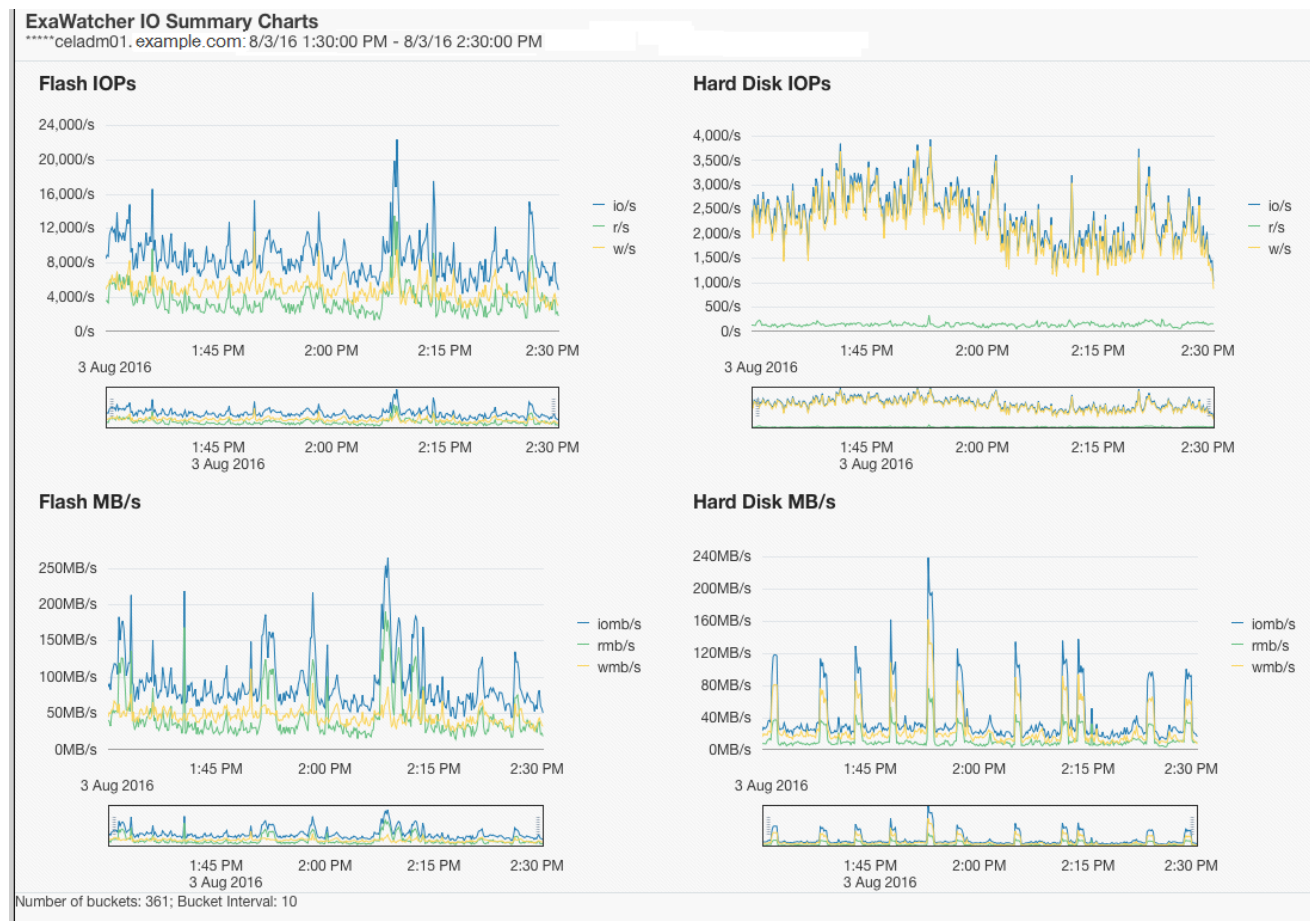 ExaWatcher IO Summary Charts
*****celadm01. example.com: 8/3/16 1:30:00 PM - 8/3/16 2:30:00 PM
Flash IOPs
24,000/s
20,000/s
16,000/s
12,000/s
8,000/s
4,000/s
0/s
io/s
r/s
w/s
1:45 PM 2:00 PM 2:15 PM 2:30 PM
3 Aug 2016
1:45 PM 2:00 PM 2:15 PM 2:30 PM
3 Aug 2016
Hard Disk IOPs
4,000/s
3,500/s
3,000/s
2,500/s
2,000/s
1,500/s
1,000/s
500/s
0/s
io/s
r/s
w/s
1:45 PM 2:00 PM 2:15 PM 2:30 PM
3 Aug 2016
1:45 PM 2:00 PM 2:15 PM 2:30 PM
3 Aug 2016
Flash MB/s
250MB/s
200MB/s
150MB/s
100MB/s
50MB/s
0MB/s
iomb/s
rmb/s
wmb/s
1:45 PM 2:00 PM 2:15 PM 2:30 PM
3 Aug 2016
1:45 PM 2:00 PM 2:15 PM 2:30 PM
3 Aug 2016
Hard Disk MB/s
240MB/s
200MB/s
160MB/s
120MB/s
80MB/s
40MB/s
0MB/s
iomb/s
rmb/s
wmb/s
1:45 PM 2:00 PM 2:15 PM 2:30 PM
3 Aug 2016
1:45 PM 2:00 PM 2:15 PM 2:30 PM
3 Aug 2016
Number of buckets: 361; Bucket Interval: 10